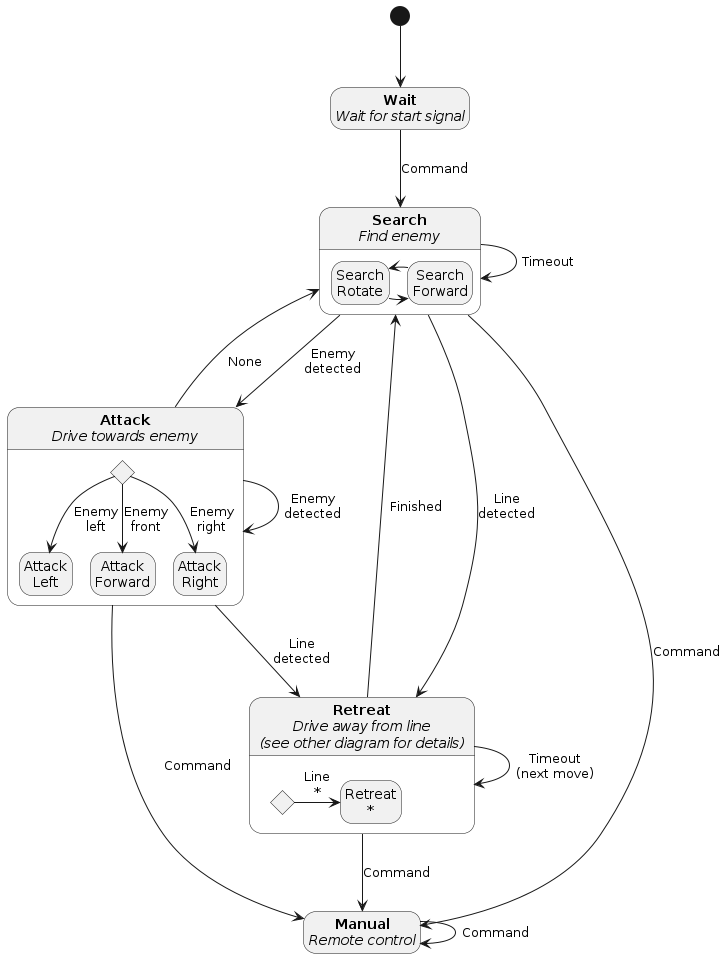 Wait
Wait for start signal
Command
Search
Find enemy
Search
Rotate
Search
Forward
Timeout
None
Enemy
detected
Attack
Drive towards enemy
Enemy
left
Enemy
front
Enemy
right
Attack
Left
Attack
Forward
Attack
Right
Enemy
detected
Finished
Line
detected
Line
detected
Command
Retreat
Drive away from line
(see other diagram for details)
Line
*
Retreat
*
Timeout
(next move)
Command
Command
Manual
Remote control
Command